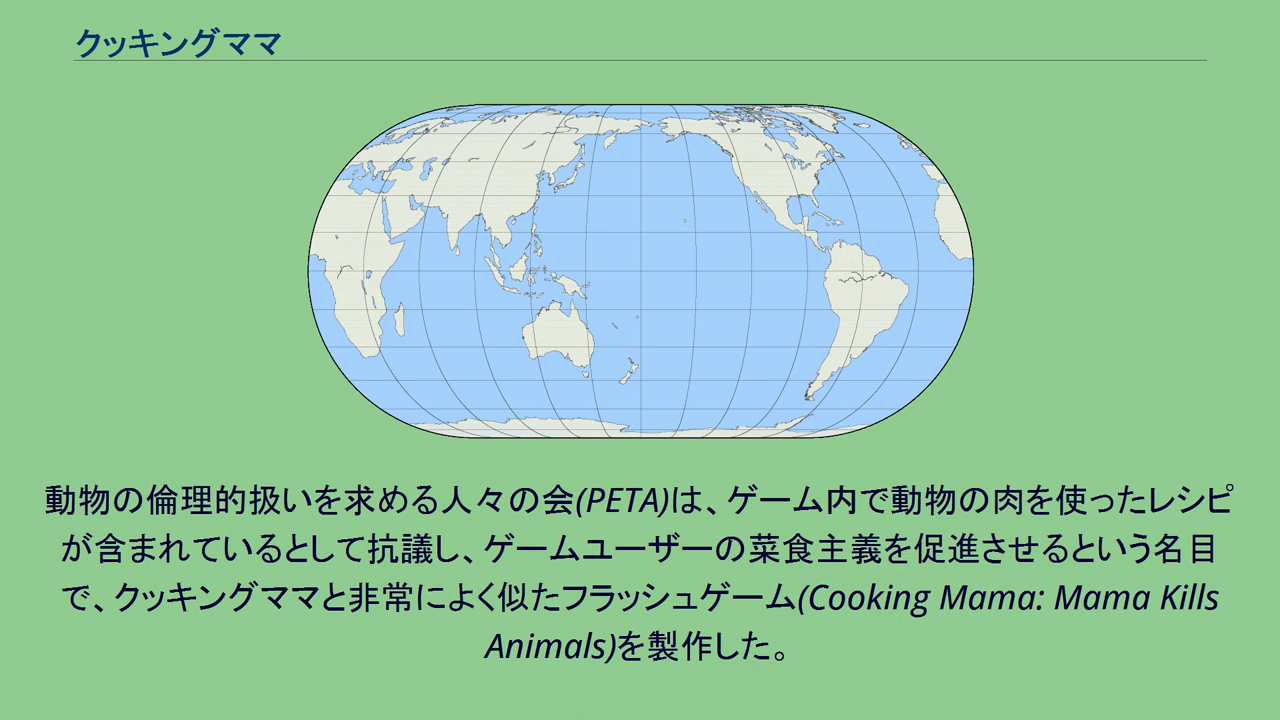 クッキングママ
動物の倫理的扱いを求める人々の会(PETA)は、ゲーム内で動物の肉を使ったレシピ
が含まれているとして抗議し、ゲームユーザーの菜食主義を促進させるという名目
で、クッキングママと非常によく似たフラッシュゲーム(Cooking Mama: Mama Kills
Animals)を製作した。